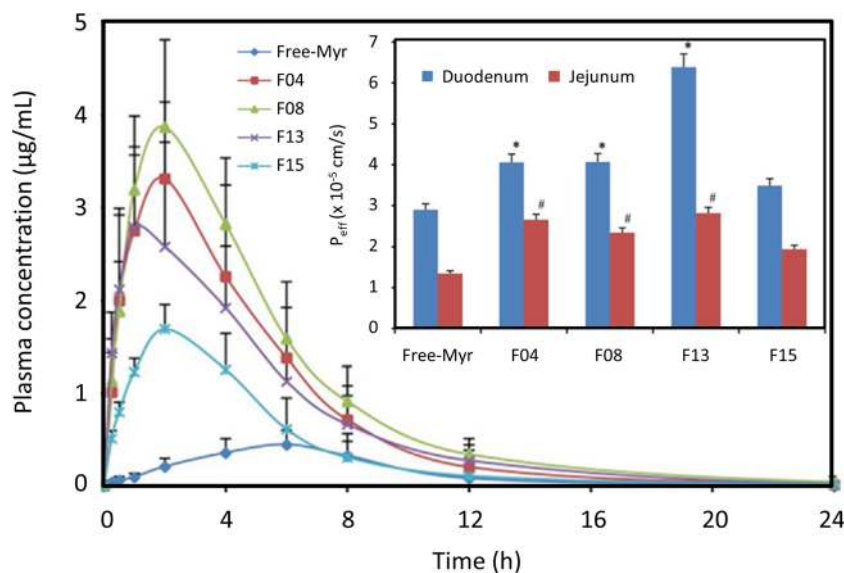 5
4
3
2
1
0
Plasma concentration (µg/mL)
Free-Myr
F04
F08
F13
F15
7
6
5
4
3
2
1
0
P_eff (x 10⁻⁵ cm/s)
Duodenum Jejunum
* * *
# # #
Free-Myr F04 F08 F13 F15
0 4 8 12 16 20 24
Time (h)